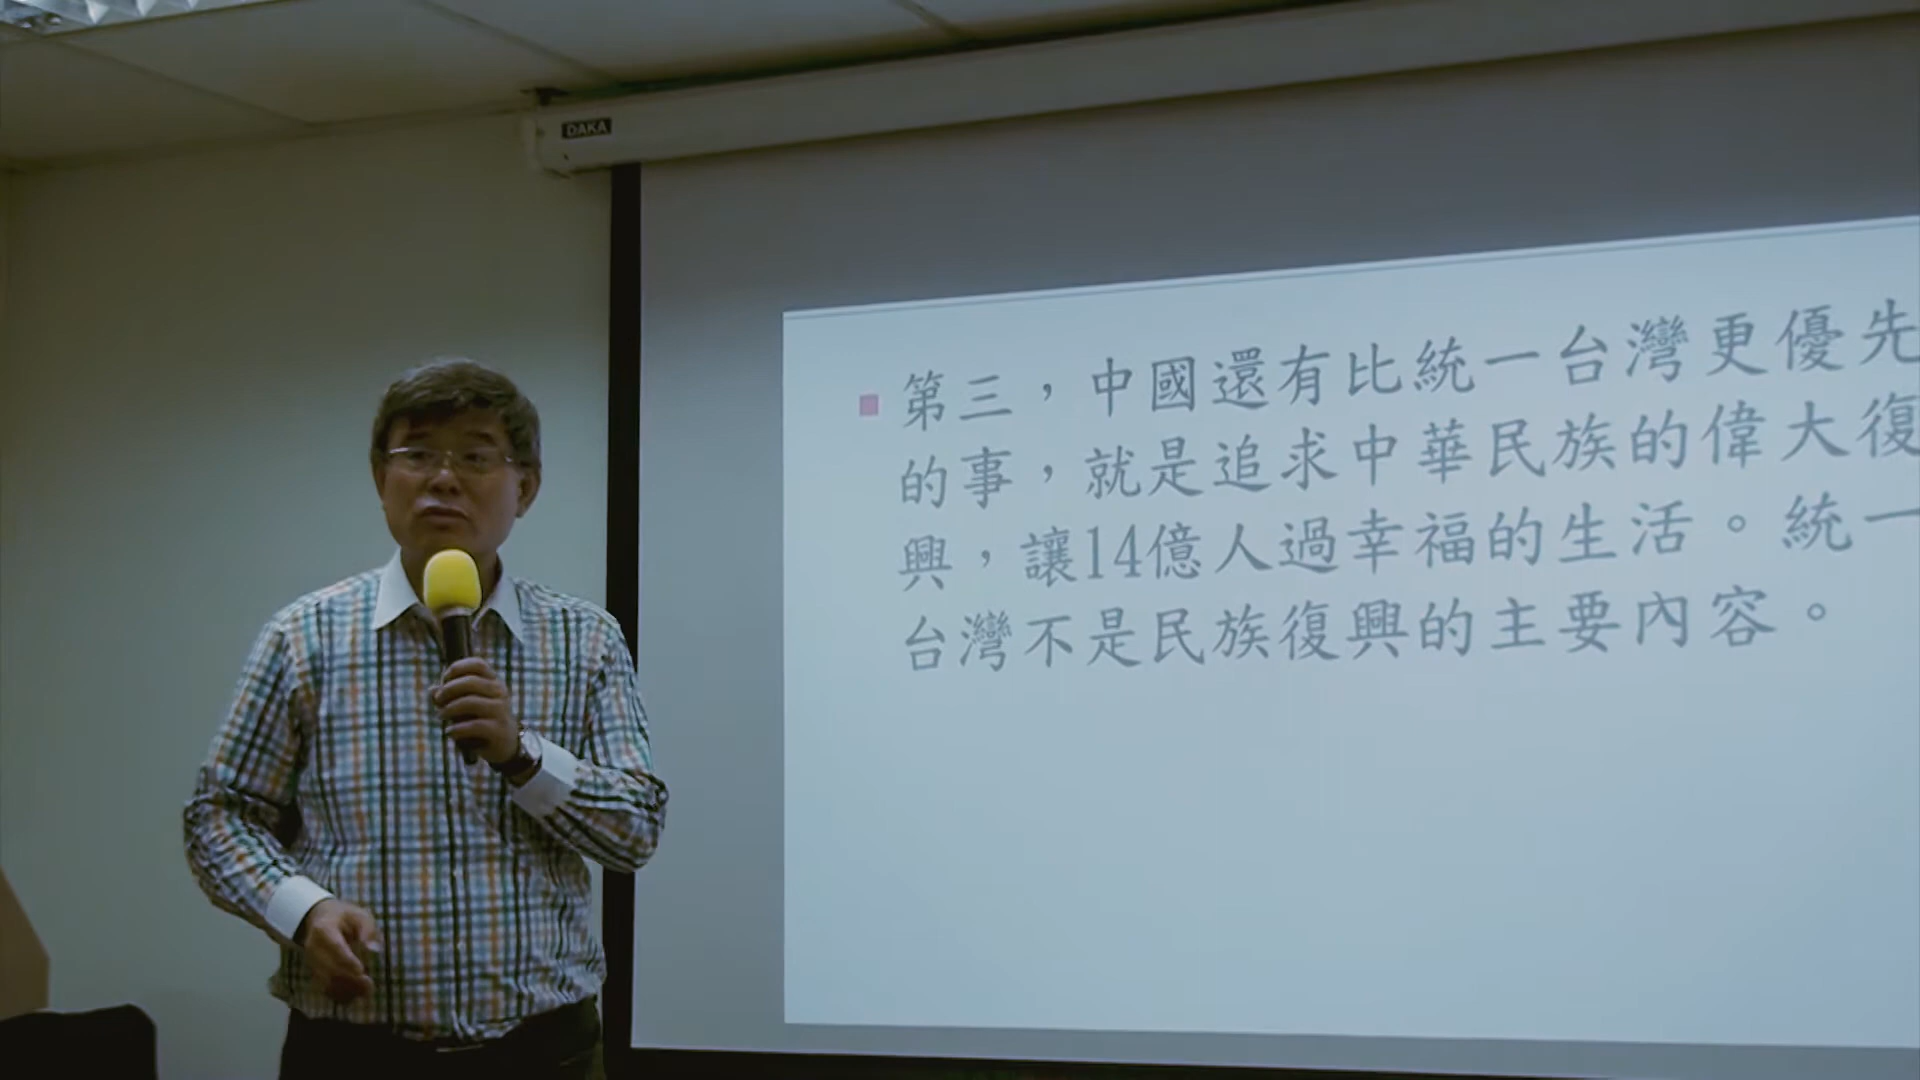 DAKA
第三，中國還有比統一台灣更優先
的事，就是追求中華民族的偉大復
興，讓14億人過幸福的生活。統一
台灣不是民族復興的主要內容。